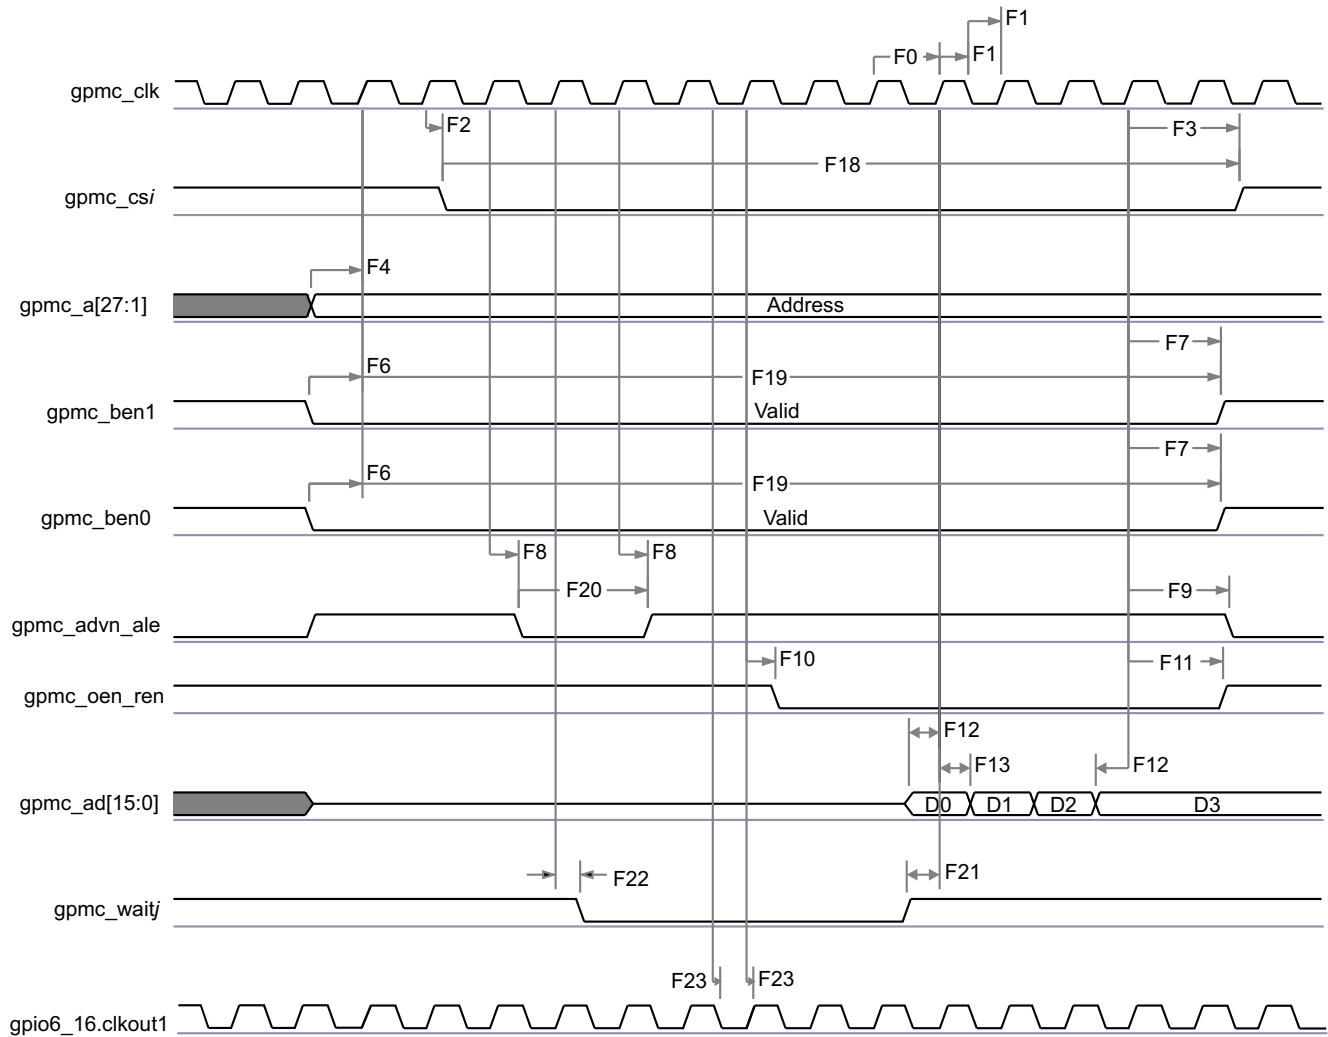 F1
F0
F1
gpmc_clk
F2
F3
F18
gpmc_csi
F4
gpmc_a[27:1]
Address
F7
F6
F19
gpmc_ben1
Valid
F7
F6
F19
gpmc_ben0
Valid
F8
F8
F20
F9
gpmc_advn_ale
F10
F11
gpmc_oen_ren
F12
F13
F12
gpmc_ad[15:0]
D0 D1 D2 D3
F22
F21
gpmc_waitj
F23
F23
gpio6_16.clkout1